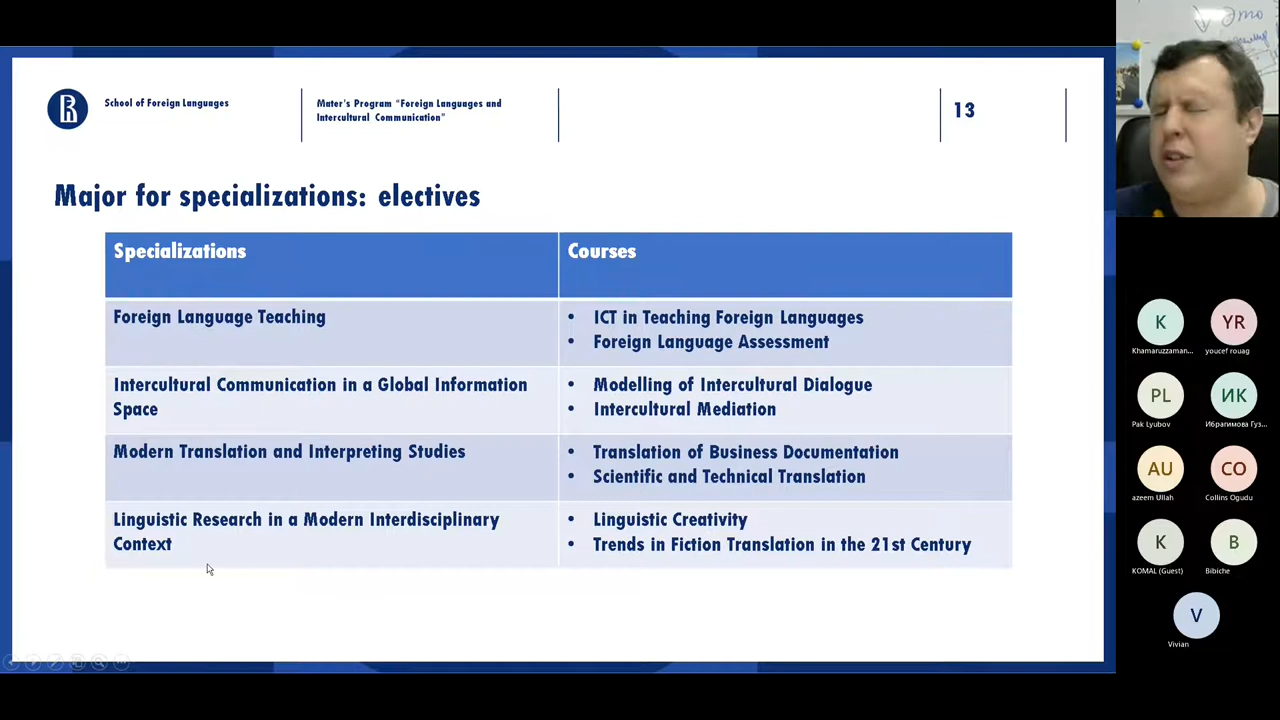 School of Foreign Languages
Mater's Program "Foreign Languages and
Intercultural Communication"
13
Major for specializations: electives
Specializations
Courses
Foreign Language Teaching
• ICT in Teaching Foreign Languages
• Foreign Language Assessment
Intercultural Communication in a Global Information
Space
• Modelling of Intercultural Dialogue
• Intercultural Mediation
Modern Translation and Interpreting Studies
• Translation of Business Documentation
• Scientific and Technical Translation
Linguistic Research in a Modern Interdisciplinary
Context
• Linguistic Creativity
• Trends in Fiction Translation in the 21st Century
Это
K
YR
Khamaruzzaman...
youcef rouag
PL
ИК
Pak Lyubov
Ибрагимова Гуз...
AU
CO
azeem Ullah
Collins Ogudu
K
B
KOMAL (Guest)
Bibiche
V
Vivian